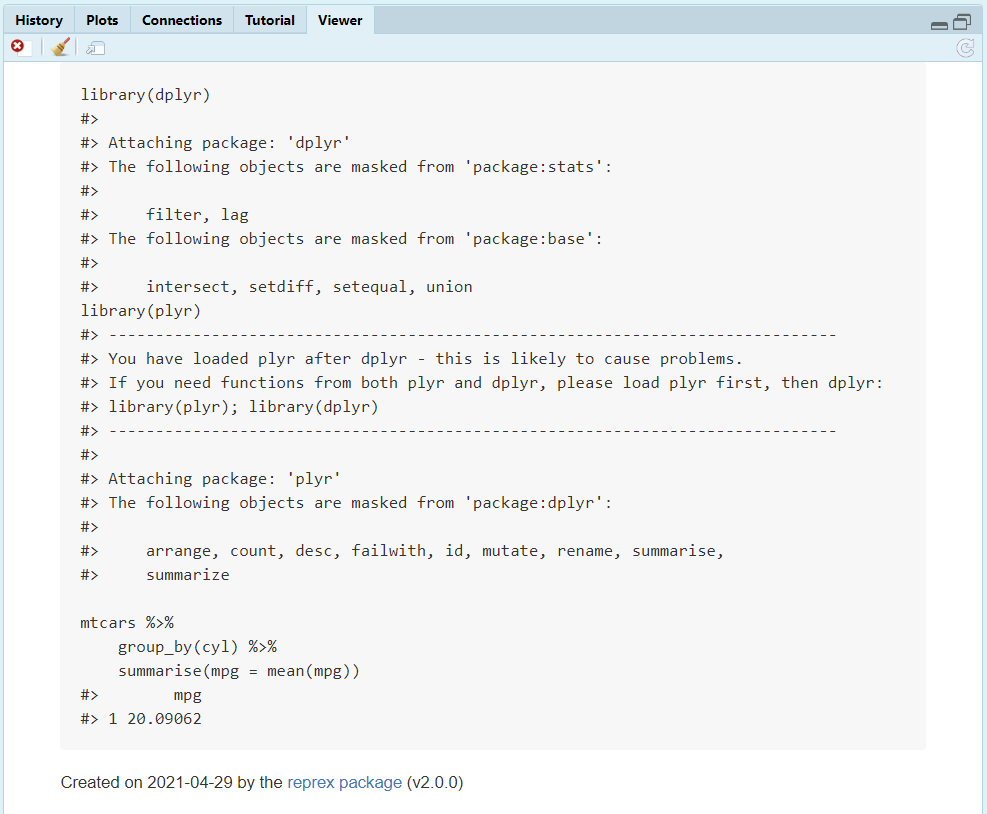 History Plots Connections Tutorial Viewer
library(dplyr)
#>
#> Attaching package: 'dplyr'
#> The following objects are masked from 'package:stats':
#>
#>     filter, lag
#> The following objects are masked from 'package:base':
#>
#>     intersect, setdiff, setequal, union
library(plyr)
#> ------------------------------------------------------------------------------
#> You have loaded plyr after dplyr - this is likely to cause problems.
#> If you need functions from both plyr and dplyr, please load plyr first, then dplyr:
#> library(plyr); library(dplyr)
#> ------------------------------------------------------------------------------
#>
#> Attaching package: 'plyr'
#> The following objects are masked from 'package:dplyr':
#>
#>     arrange, count, desc, failwith, id, mutate, rename, summarise,
#>     summarize
mtcars %>%
    group_by(cyl) %>%
    summarise(mpg = mean(mpg))
#>        mpg
#> 1 20.09062
Created on 2021-04-29 by the reprex package (v2.0.0)